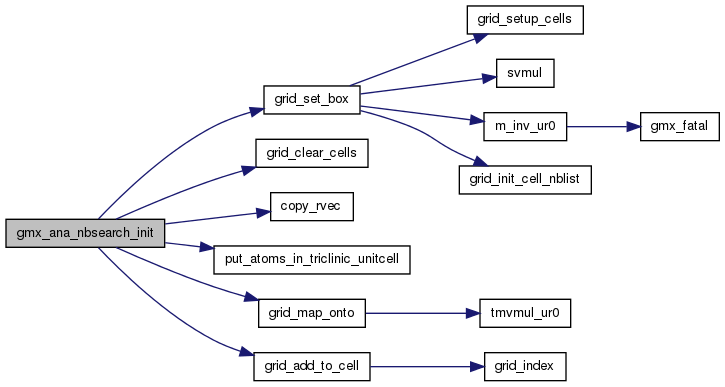 grid_setup_cells
svmul
grid_set_box
m_inv_ur0
gmx_fatal
grid_clear_cells
grid_init_cell_nblist
copy_rvec
gmx_ana_nbsearch_init
put_atoms_in_triclinic_unitcell
grid_map_onto
tmvmul_ur0
grid_add_to_cell
grid_index